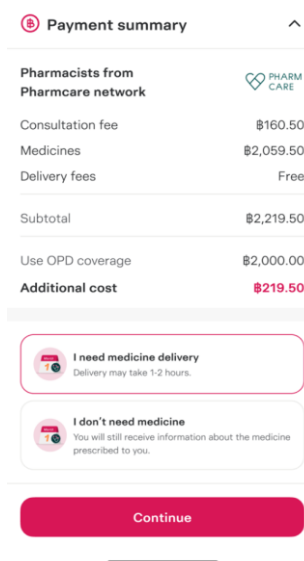 Payment summary
Pharmacists from
Pharmcare network
PHARM
CARE
Consultation fee ฿160.50
Medicines ฿2,059.50
Delivery fees Free
Subtotal ฿2,219.50
Use OPD coverage ฿2,000.00
Additional cost ฿219.50
I need medicine delivery
Delivery may take 1-2 hours.
I don't need medicine
You will still receive information about the medicine
prescribed to you.
Continue